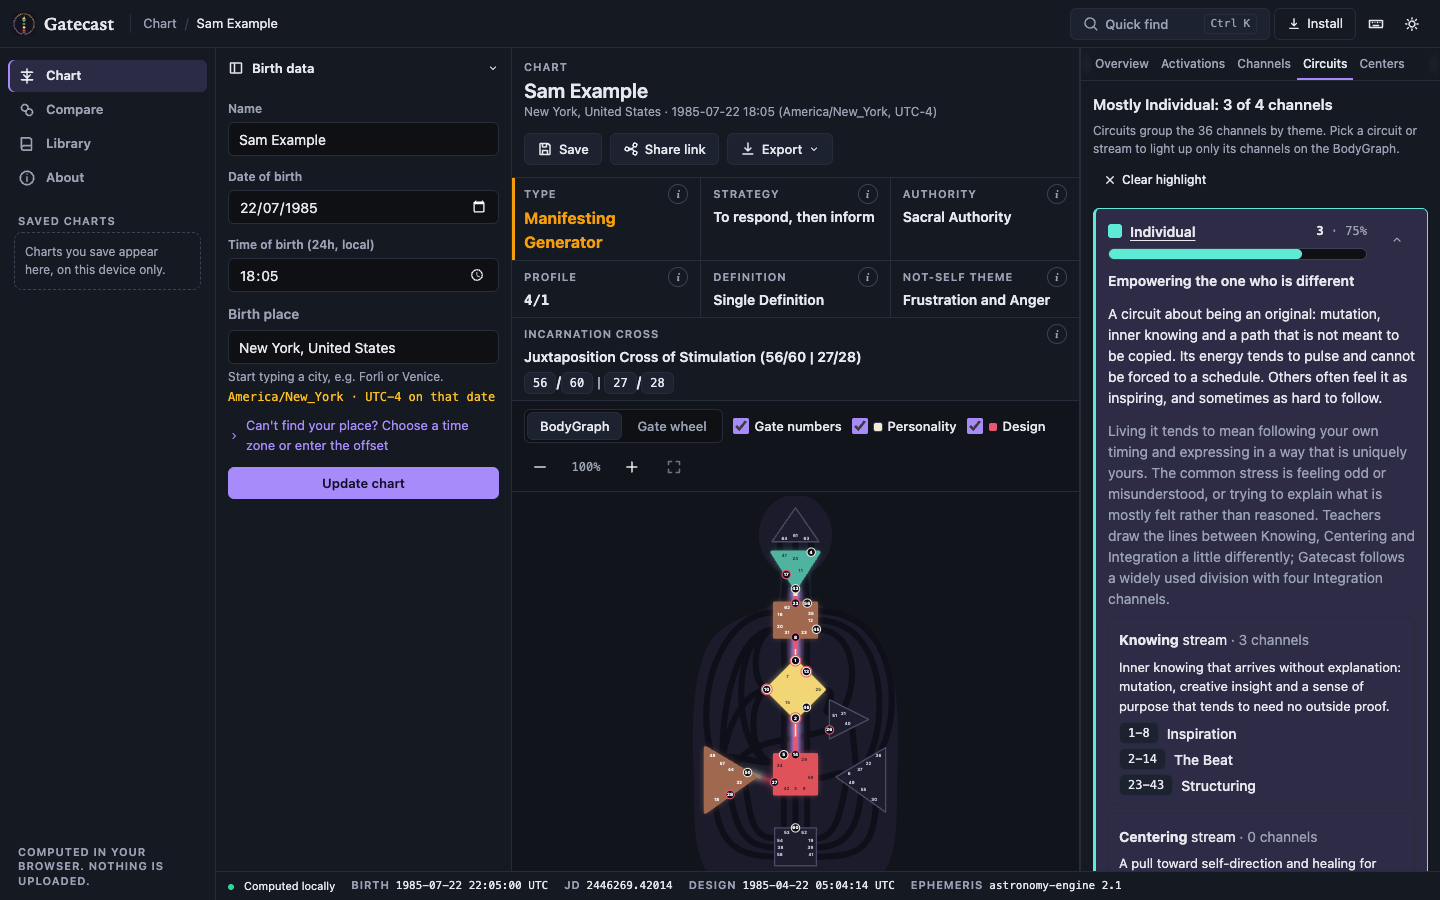 Gatecast
Chart / Sam Example
Quick find Ctrl K
Install
Chart
Compare
Library
About
SAVED CHARTS
Charts you save appear
here, on this device only.
COMPUTED IN YOUR
BROWSER. NOTHING IS
UPLOADED.
Birth data
Name
Sam Example
Date of birth
22/07/1985
Time of birth (24h, local)
18:05
Birth place
New York, United States
Start typing a city, e.g. Forlì or Venice.
America/New_York · UTC-4 on that date
Can't find your place? Choose a time
zone or enter the offset
Update chart
CHART
Sam Example
New York, United States · 1985-07-22 18:05 (America/New_York, UTC-4)
Save
Share link
Export
TYPE
Manifesting
Generator
STRATEGY
To respond, then inform
AUTHORITY
Sacral Authority
PROFILE
4/1
DEFINITION
Single Definition
NOT-SELF THEME
Frustration and Anger
INCARNATION CROSS
Juxtaposition Cross of Stimulation (56/60 | 27/28)
56 / 60 | 27 / 28
BodyGraph
Gate wheel
Gate numbers
Personality
Design
100%
Overview
Activations
Channels
Circuits
Centers
Mostly Individual: 3 of 4 channels
Circuits group the 36 channels by theme. Pick a circuit or
stream to light up only its channels on the BodyGraph.
Clear highlight
Individual
3 · 75%
Empowering the one who is different
A circuit about being an original: mutation,
inner knowing and a path that is not meant to
be copied. Its energy tends to pulse and cannot
be forced to a schedule. Others often feel it as
inspiring, and sometimes as hard to follow.
Living it tends to mean following your own
timing and expressing in a way that is uniquely
yours. The common stress is feeling odd or
misunderstood, or trying to explain what is
mostly felt rather than reasoned. Teachers
draw the lines between Knowing, Centering and
Integration a little differently; Gatecast follows
a widely used division with four Integration
channels.
Knowing stream · 3 channels
Inner knowing that arrives without explanation:
mutation, creative insight and a sense of
purpose that tends to need no outside proof.
1–8 Inspiration
2–14 The Beat
23–43 Structuring
Centering stream · 0 channels
A pull toward self-direction and healing for
Computed locally
BIRTH 1985-07-22 22:05:00 UTC
JD 2446269.42014
DESIGN 1985-04-22 05:04:14 UTC
EPHEMERIS astronomy-engine 2.1